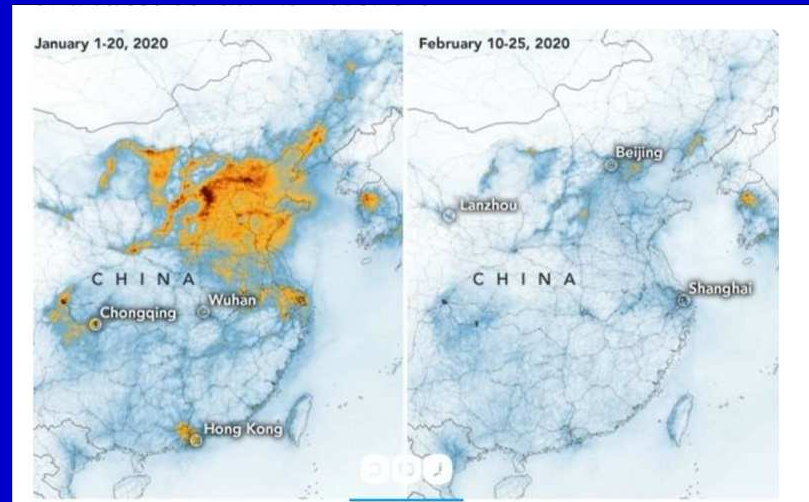 January 1-20, 2020
February 10-25, 2020
Beijing
Lanzhou
CHINA
CHINA
Wuhan
Chongqing
Shanghai
Hong Kong